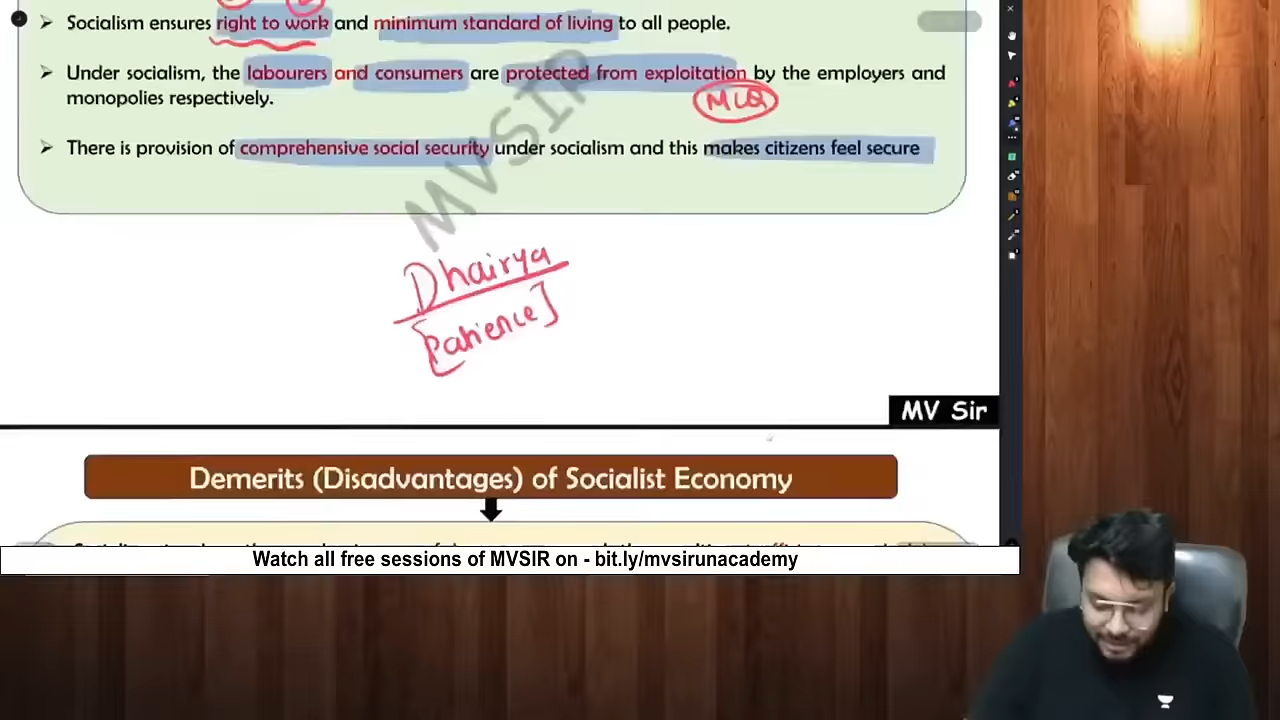 ➤ Socialism ensures right to work and minimum standard of living to all people.
➤ Under socialism, the labourers and consumers are protected from exploitation by the employers and
monopolies respectively.
MCQ
➤ There is provision of comprehensive social security under socialism and this makes citizens feel secure
MVSIR
Dhairya
[Patience]
MV Sir
Demerits (Disadvantages) of Socialist Economy
Watch all free sessions of MVSIR on - bit.ly/mvsirunacademy